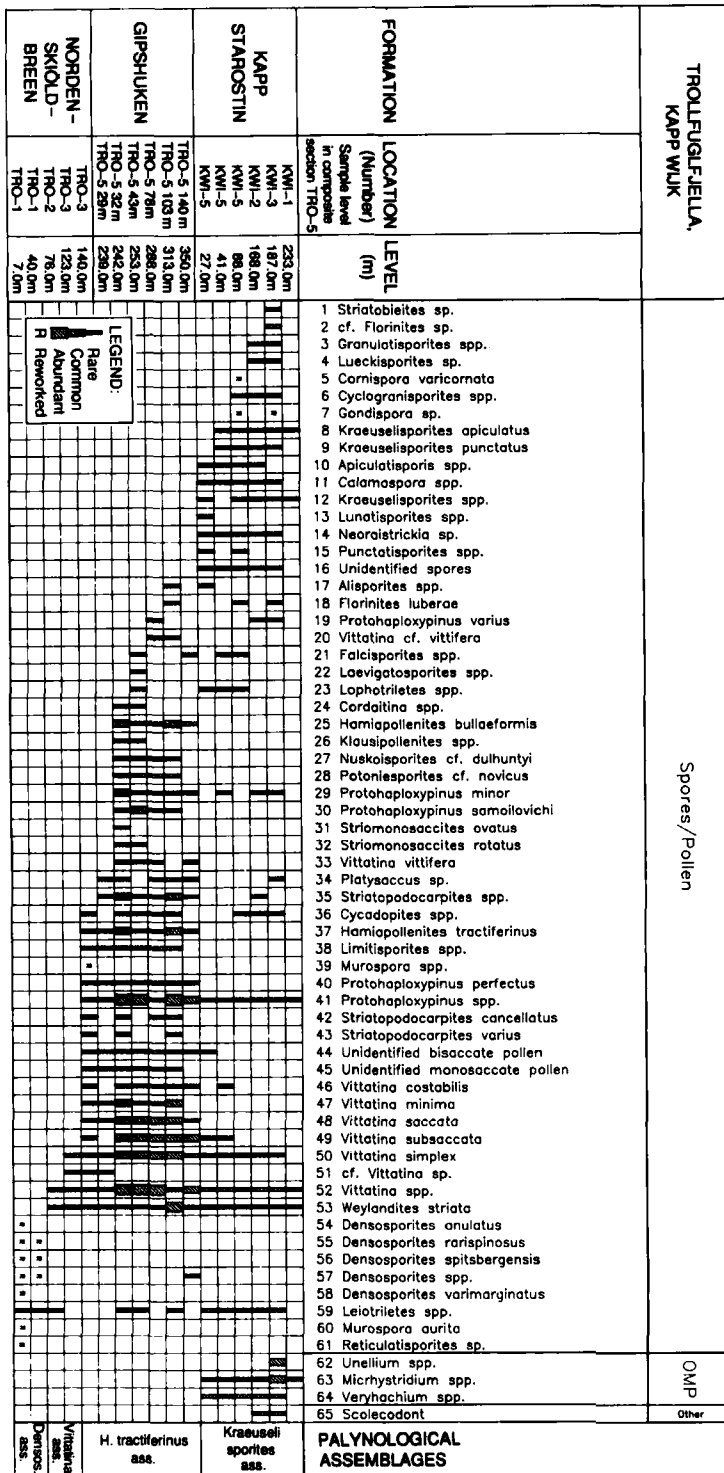 TROLLFUGLFJELLA,
KAPP WIJK
FORMATION
KAPP
STAROSTIN
GIPSHUKEN
NORDEN-
SKIÖLD-
BREEN
LOCATION
(Number)
Sample level
in composite
section TRO-5
KWI-1
KWI-3
KWI-2
KWI-5
KWI-5
KWI-5
TRO-5 140 m
TRO-5 103 m
TRO-5 78m
TRO-5 43m
TRO-5 32m
TRO-5 29m
TRO-3
TRO-3
TRO-2
TRO-1
TRO-1
LEVEL
(m)
233.0m
187.0m
168.0m
88.0m
41.0m
27.0m
350.0m
313.0m
288.0m
253.0m
242.0m
239.0m
140.0m
123.0m
76.0m
40.0m
7.0m
LEGEND:
Rare
Common
Abundant
R Reworked
1 Striatobieites sp.
2 cf. Florinites sp.
3 Granulatisporites spp.
4 Lueckisporites sp.
5 Cornispora varicornata
6 Cyclogranisporites spp.
7 Gondispora sp.
8 Kraeuselisporites apiculatus
9 Kraeuselisporites punctatus
10 Apiculatisporis spp.
11 Calamospora spp.
12 Kraeuselisporites spp.
13 Lunatisporites spp.
14 Neoraistrickia sp.
15 Punctatisporites spp.
16 Unidentified spores
17 Alisporites spp.
18 Florinites luberae
19 Protohaploxypinus varius
20 Vittatina cf. vittifera
21 Falcisporites spp.
22 Laevigatosporites spp.
23 Lophotriletes spp.
24 Cordaitina spp.
25 Hamiapollenites bullaeformis
26 Klausipollenites spp.
27 Nuskoisporites cf. dulhuntyi
28 Potoniesporites cf. novicus
29 Protohaploxypinus minor
30 Protohaploxypinus samoilovichi
31 Striomonosaccites ovatus
32 Striomonosaccites rotatus
33 Vittatina vittifera
34 Platysaccus sp.
35 Striatopodocarpites spp.
36 Cycadopites spp.
37 Hamiapollenites tractiferinus
38 Limitisporites spp.
39 Murospora spp.
40 Protohaploxypinus perfectus
41 Protohaploxypinus spp.
42 Striatopodocarpites cancellatus
43 Striatopodocarpites varius
44 Unidentified bisaccate pollen
45 Unidentified monosaccate pollen
46 Vittatina costabilis
47 Vittatina minima
48 Vittatina saccata
49 Vittatina subsaccata
50 Vittatina simplex
51 cf. Vittatina sp.
52 Vittatina spp.
53 Weylandites striata
54 Densosporites anulatus
55 Densosporites rarispinosus
56 Densosporites spitsbergensis
57 Densosporites spp.
58 Densosporites varimarginatus
59 Leiotriletes spp.
60 Murospora aurita
61 Reticulatisporites sp.
62 Unellium spp.
63 Micrhystridium spp.
64 Veryhachium spp.
65 Scolecodont
Spores/Pollen
OMP
Other
PALYNOLOGICAL
ASSEMBLAGES
Kraeuseli
sporites
ass.
H. tractiferinus
ass.
Vittatina
ass.
Densos.
ass.